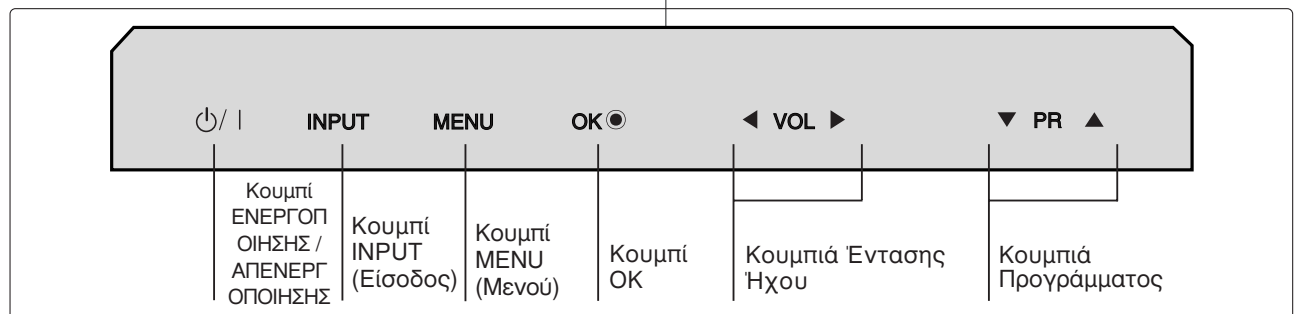 ⏻/ I INPUT MENU OK◉ ◀ VOL ▶ ▼ PR ▲
Κουμπί
ΕΝΕΡΓΟΠ
ΟΙΗΣΗΣ /
ΑΠΕΝΕΡΓ
ΟΠΟΙΗΣΗΣ
Κουμπί
INPUT
(Είσοδος)
Κουμπί
MENU
(Μενού)
Κουμπί
OK
Κουμπιά Έντασης
Ήχου
Κουμπιά
Προγράμματος